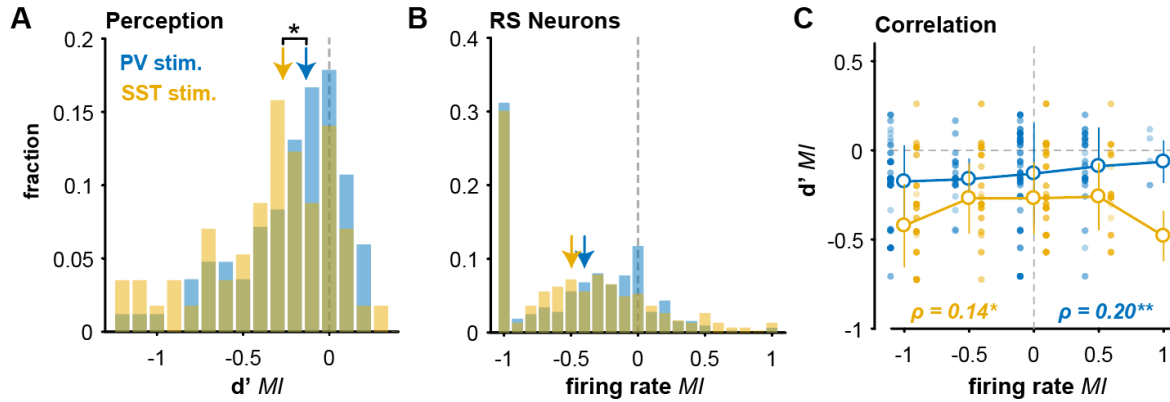 A Perception
*
PV stim.
SST stim.
0.2
0.15
0.1
0.05
0
fraction
-1
-0.5
0
d' MI
B RS Neurons
0.4
0.3
0.2
0.1
0
-1
-0.5
0
0.5
1
firing rate MI
C Correlation
0.5
0
-0.5
-1
d' MI
ρ = 0.14* ρ = 0.20**
-1
-0.5
0
0.5
1
firing rate MI